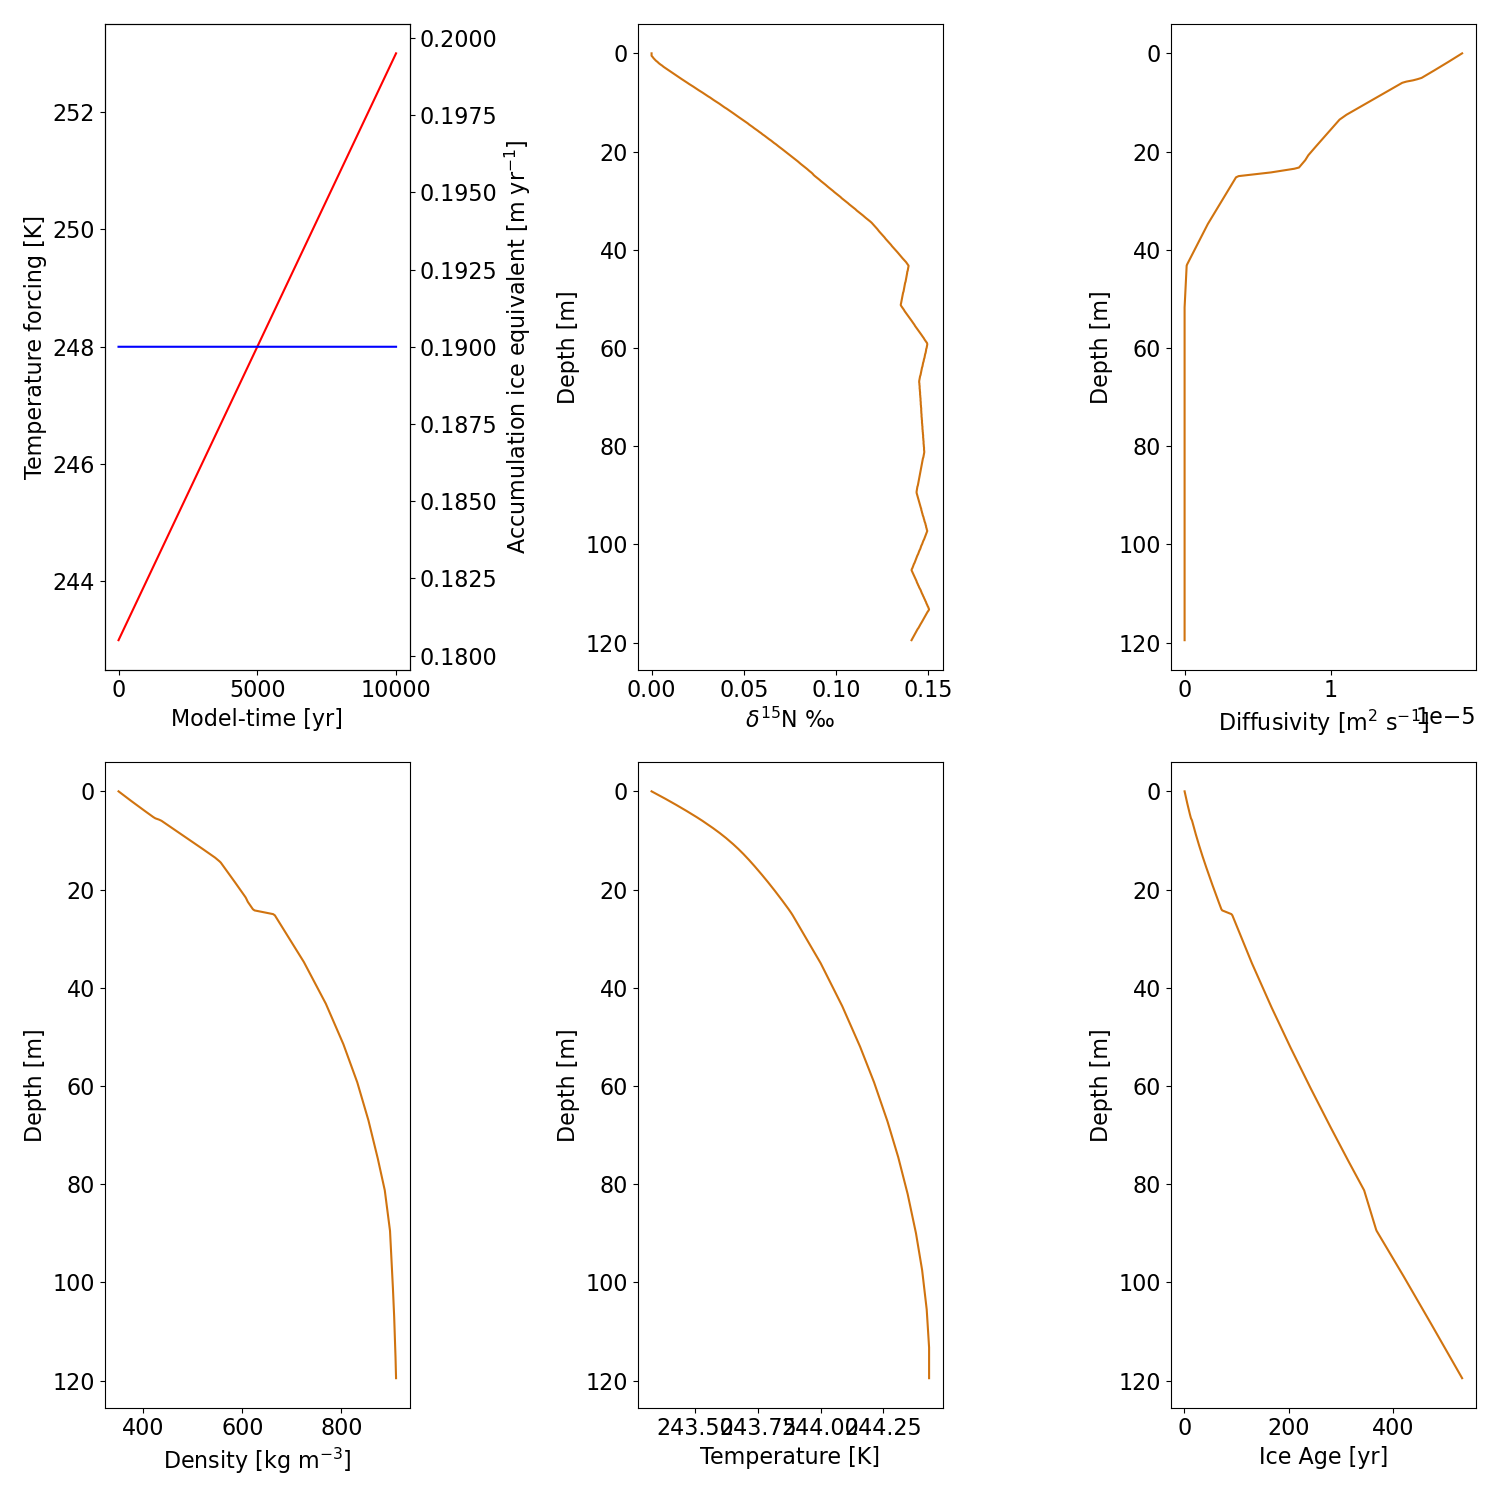 Temperature forcing [K]
252
250
248
246
244
0 5000 10000
Model-time [yr]
0.2000
0.1975
0.1950
0.1925
0.1900
0.1875
0.1850
0.1825
0.1800
Accumulation ice equivalent [m yr⁻¹]
Depth [m]
0
20
40
60
80
100
120
0.00 0.05 0.10 0.15
δ¹⁵N ‰
Depth [m]
0
20
40
60
80
100
120
0 1
1e−5
Diffusivity [m² s⁻¹]
Depth [m]
0
20
40
60
80
100
120
400 600 800
Density [kg m⁻³]
Depth [m]
0
20
40
60
80
100
120
243.50 243.75 244.00 244.25
Temperature [K]
Depth [m]
0
20
40
60
80
100
120
0 200 400
Ice Age [yr]